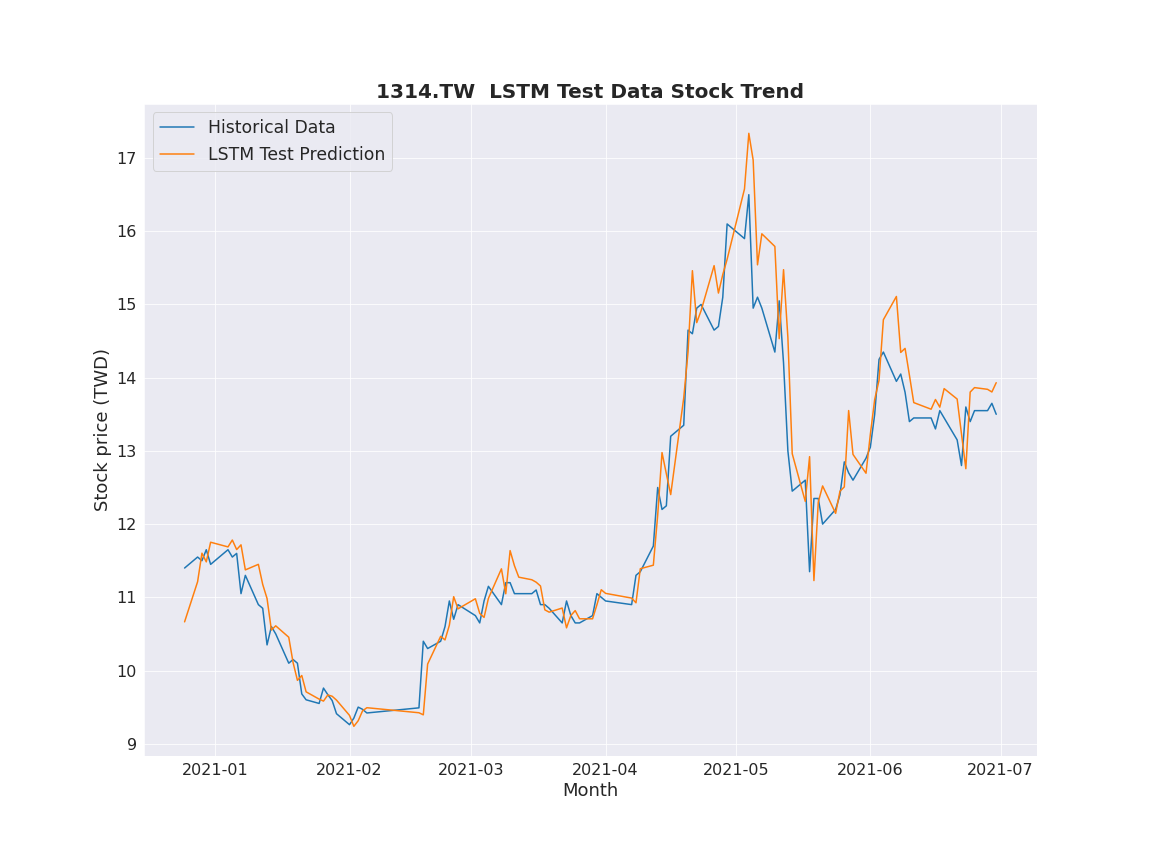 1314.TW  LSTM Test Data Stock Trend
Historical Data
LSTM Test Prediction
17
16
15
14
13
12
11
10
9
Stock price (TWD)
2021-01 2021-02 2021-03 2021-04 2021-05 2021-06 2021-07
Month